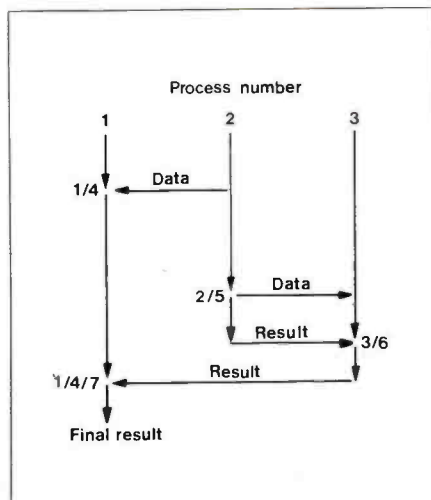 Process number
1 2 3
Data
1/4
Data
2/5
Result
3/6
Result
1/4/7
Final result